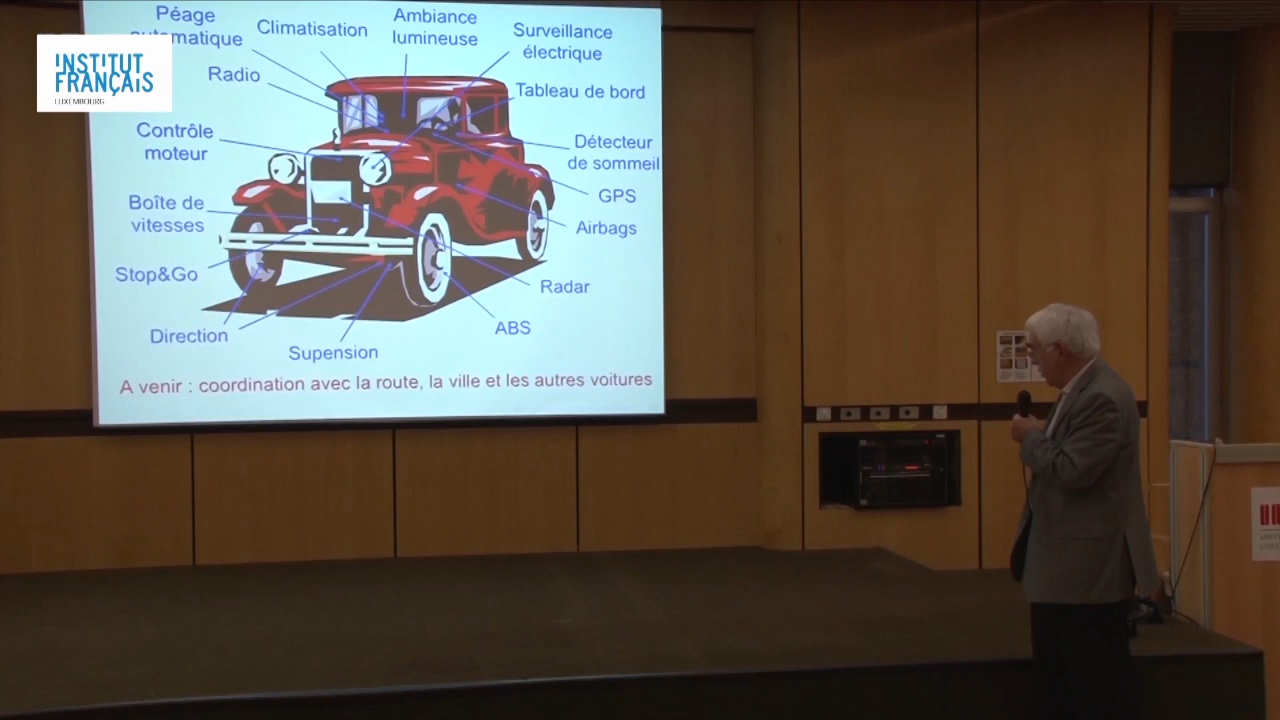 INSTITUT
FRANÇAIS
LUXEMBOURG
Péage
automatique
Climatisation
Ambiance
lumineuse
Surveillance
électrique
Radio
Tableau de bord
Contrôle
moteur
Détecteur
de sommeil
GPS
Boîte de
vitesses
Airbags
Stop&Go
Radar
Direction
ABS
Supension
A venir : coordination avec la route, la ville et les autres voitures